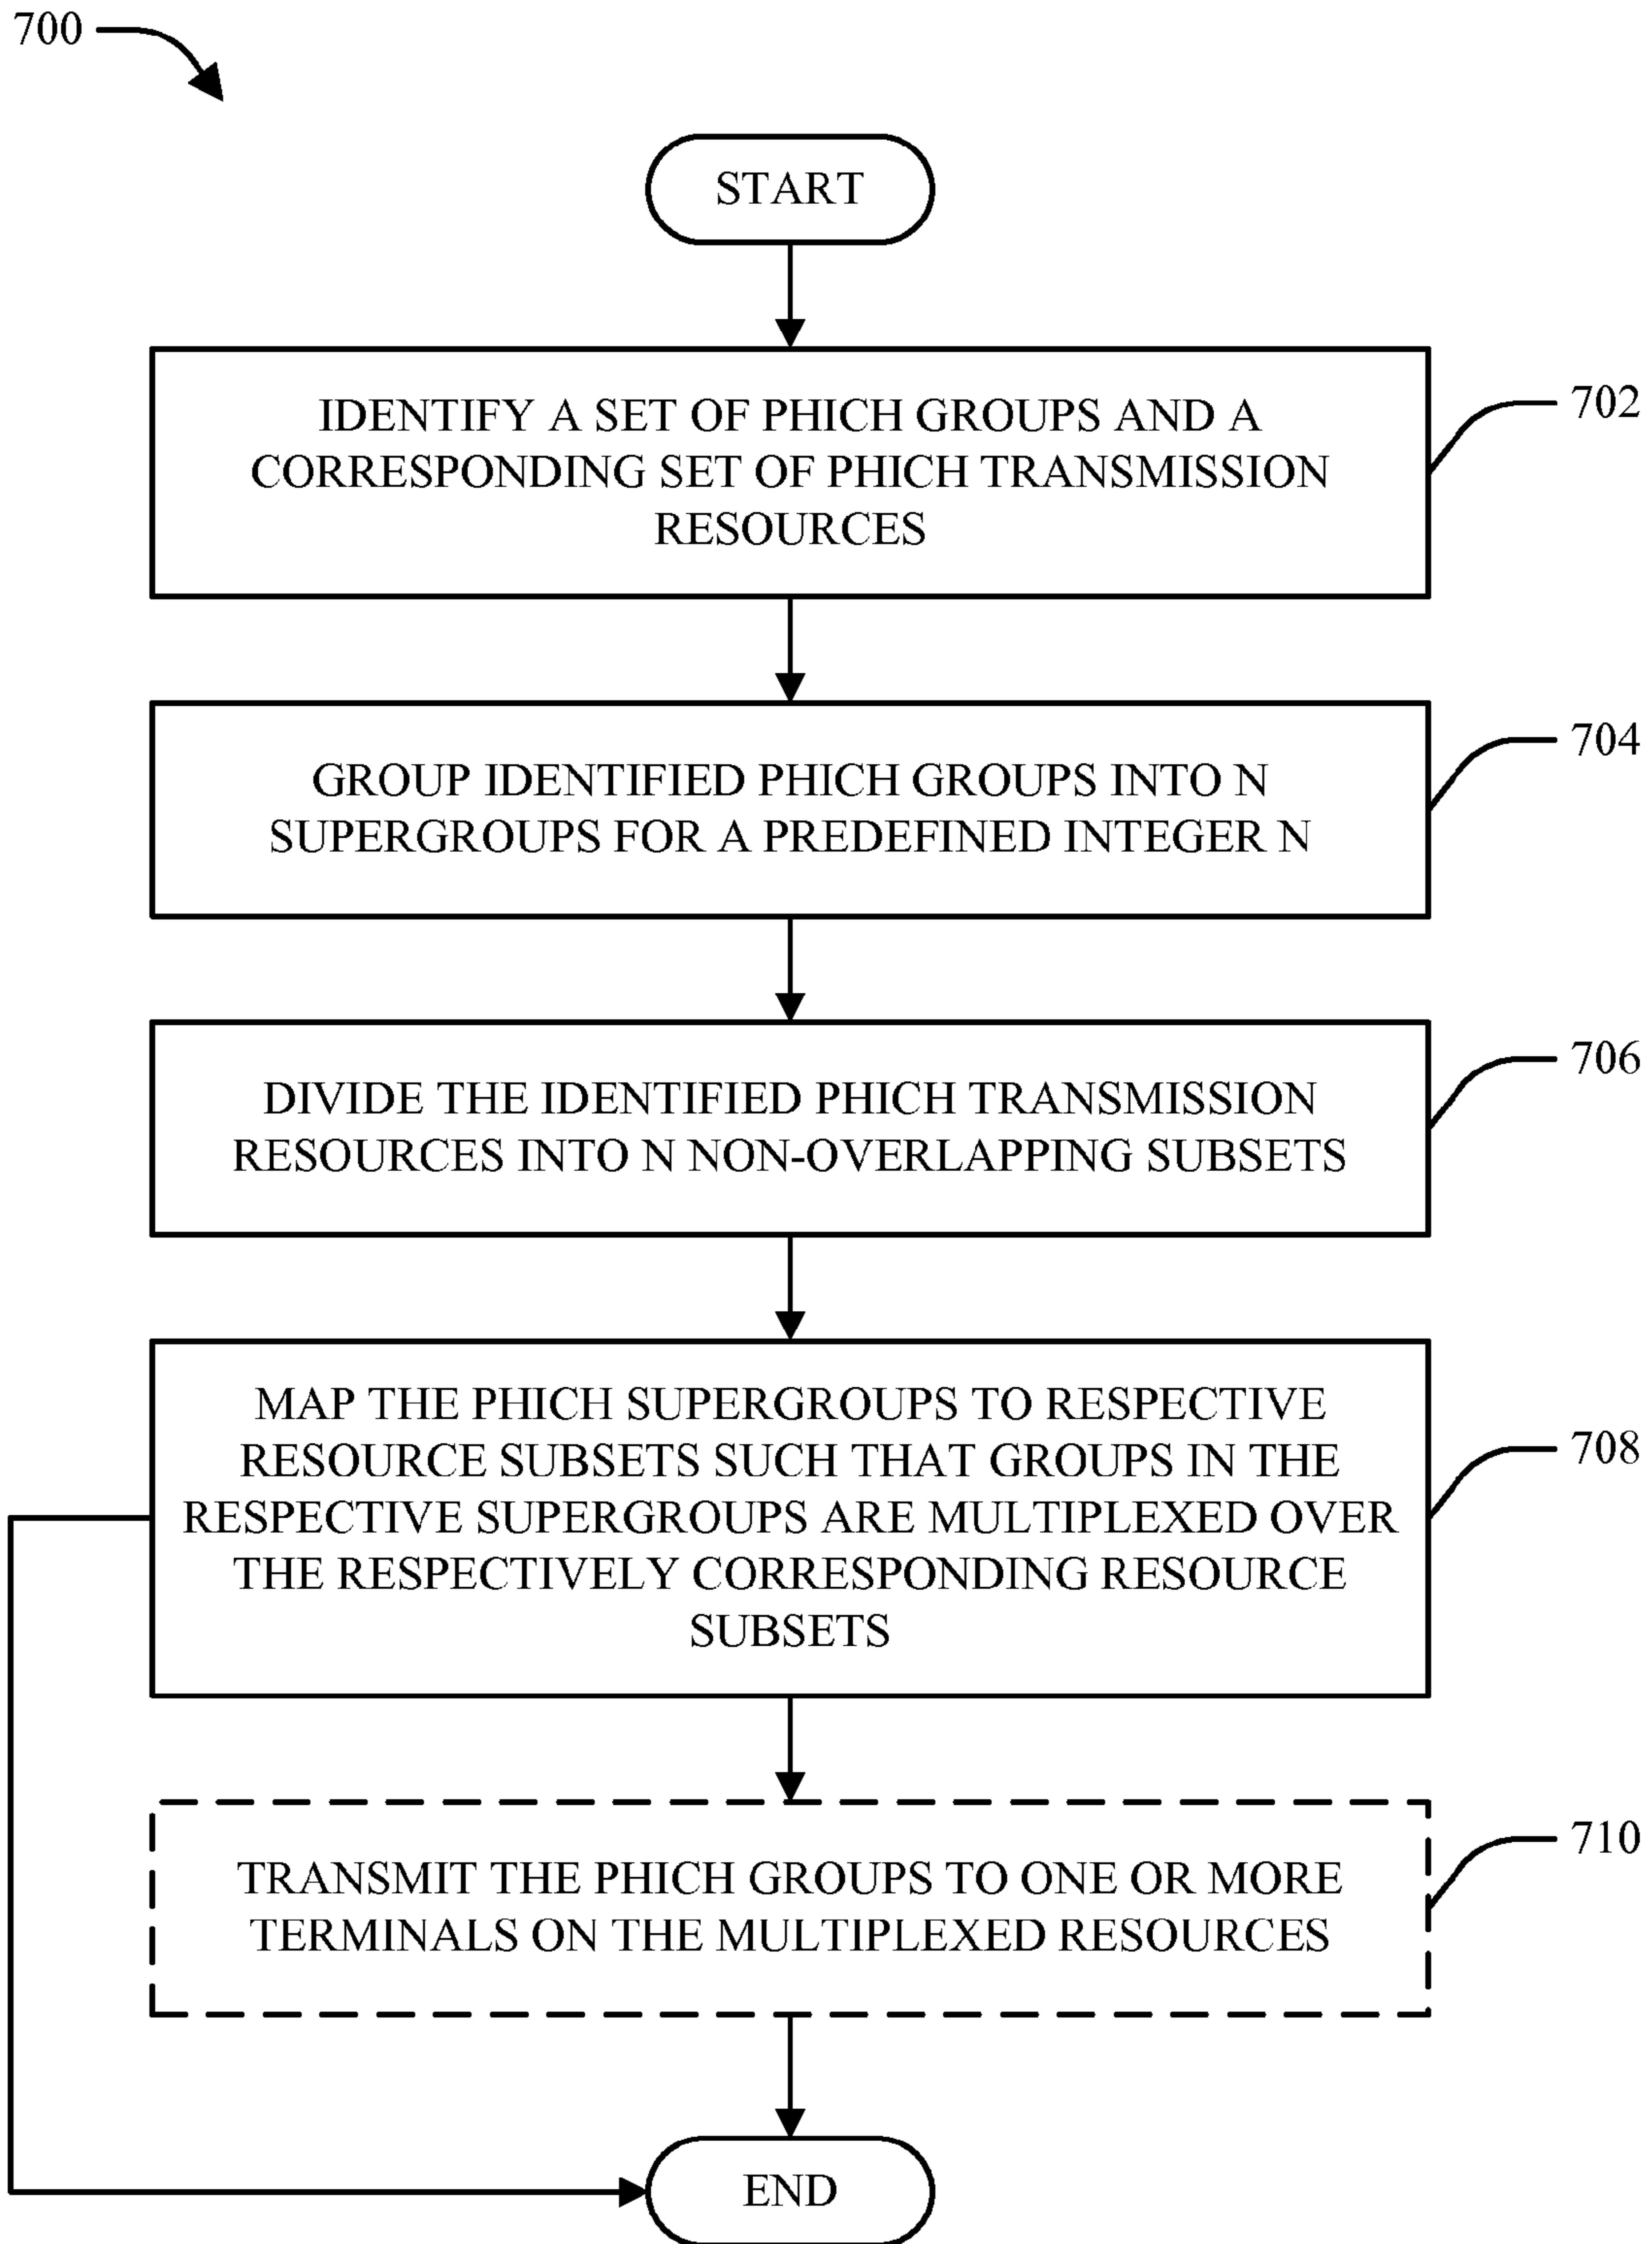 700
START
IDENTIFY A SET OF PHICH GROUPS AND A
CORRESPONDING SET OF PHICH TRANSMISSION
RESOURCES
702
GROUP IDENTIFIED PHICH GROUPS INTO N
SUPERGROUPS FOR A PREDEFINED INTEGER N
704
DIVIDE THE IDENTIFIED PHICH TRANSMISSION
RESOURCES INTO N NON-OVERLAPPING SUBSETS
706
MAP THE PHICH SUPERGROUPS TO RESPECTIVE
RESOURCE SUBSETS SUCH THAT GROUPS IN THE
RESPECTIVE SUPERGROUPS ARE MULTIPLEXED OVER
THE RESPECTIVELY CORRESPONDING RESOURCE
SUBSETS
708
TRANSMIT THE PHICH GROUPS TO ONE OR MORE
TERMINALS ON THE MULTIPLEXED RESOURCES
710
END